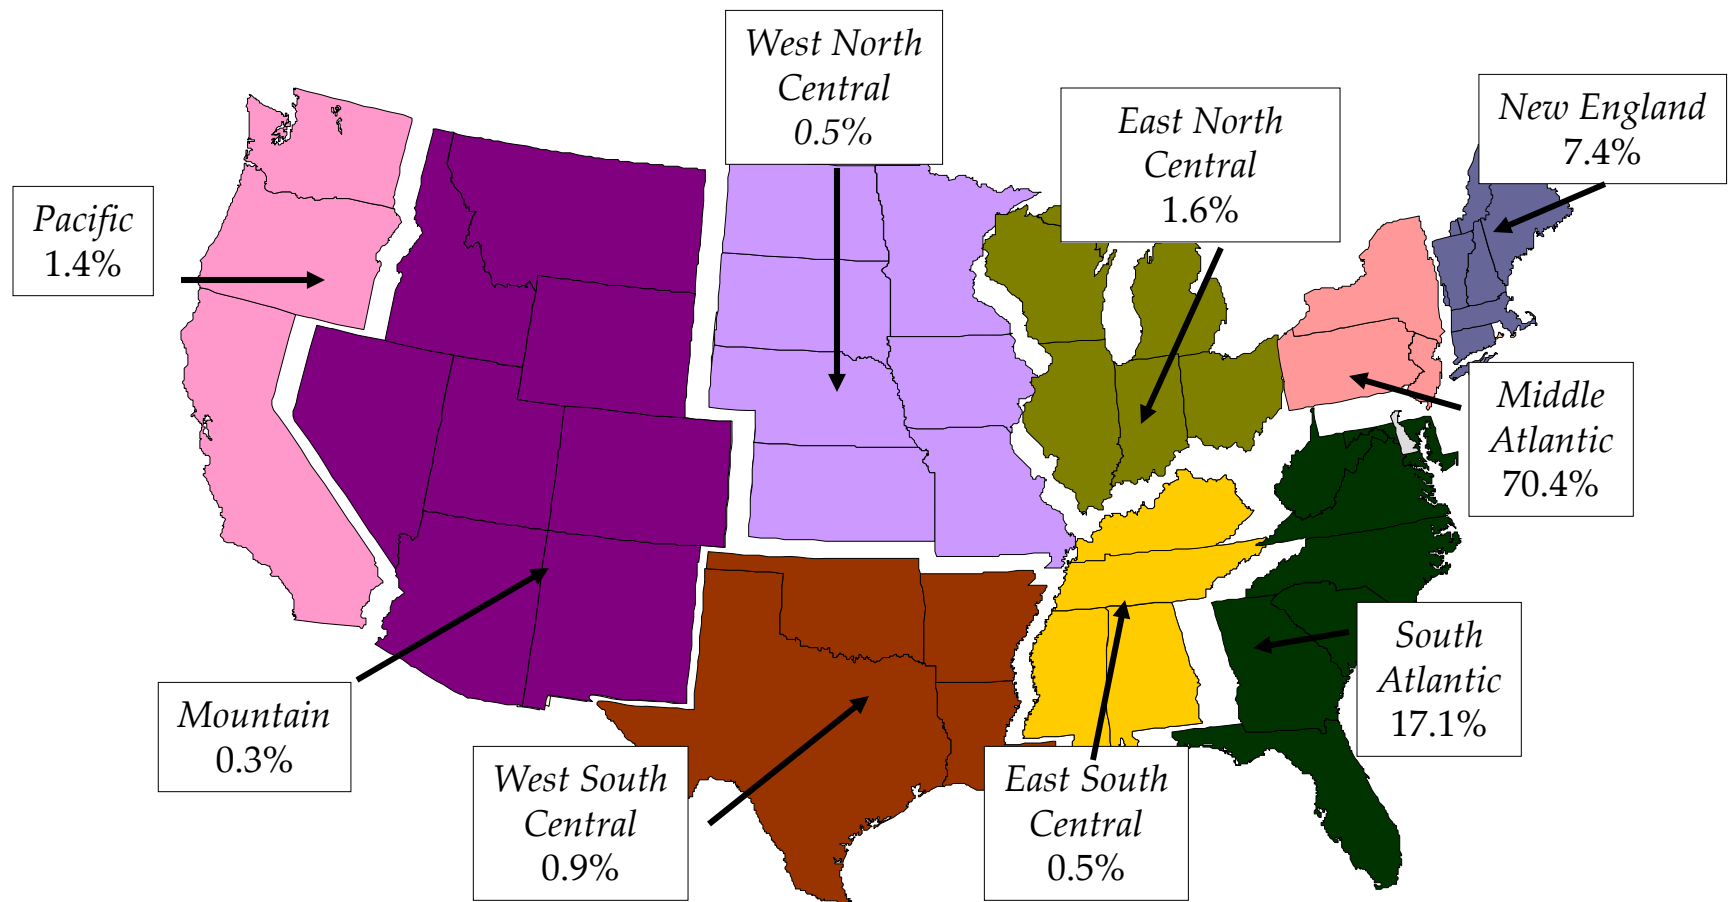 West North
Central
0.5%
East North
Central
1.6%
New England
7.4%
Pacific
1.4%
Middle
Atlantic
70.4%
Mountain
0.3%
West South
Central
0.9%
East South
Central
0.5%
South
Atlantic
17.1%